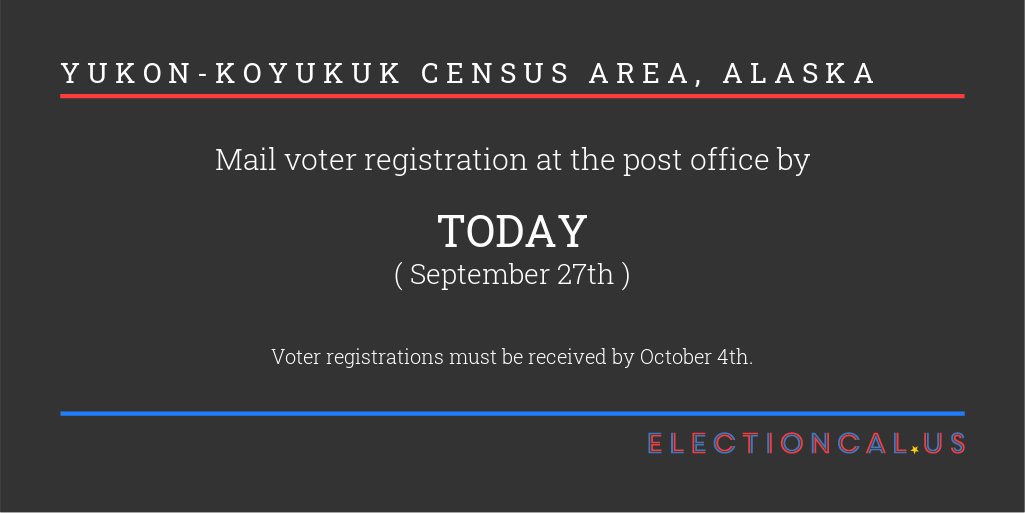 YUKON-KOYUKUK CENSUS AREA, ALASKA
Mail voter registration at the post office by
TODAY
( September 27th )
Voter registrations must be received by October 4th.
ELECTIONCAL.US